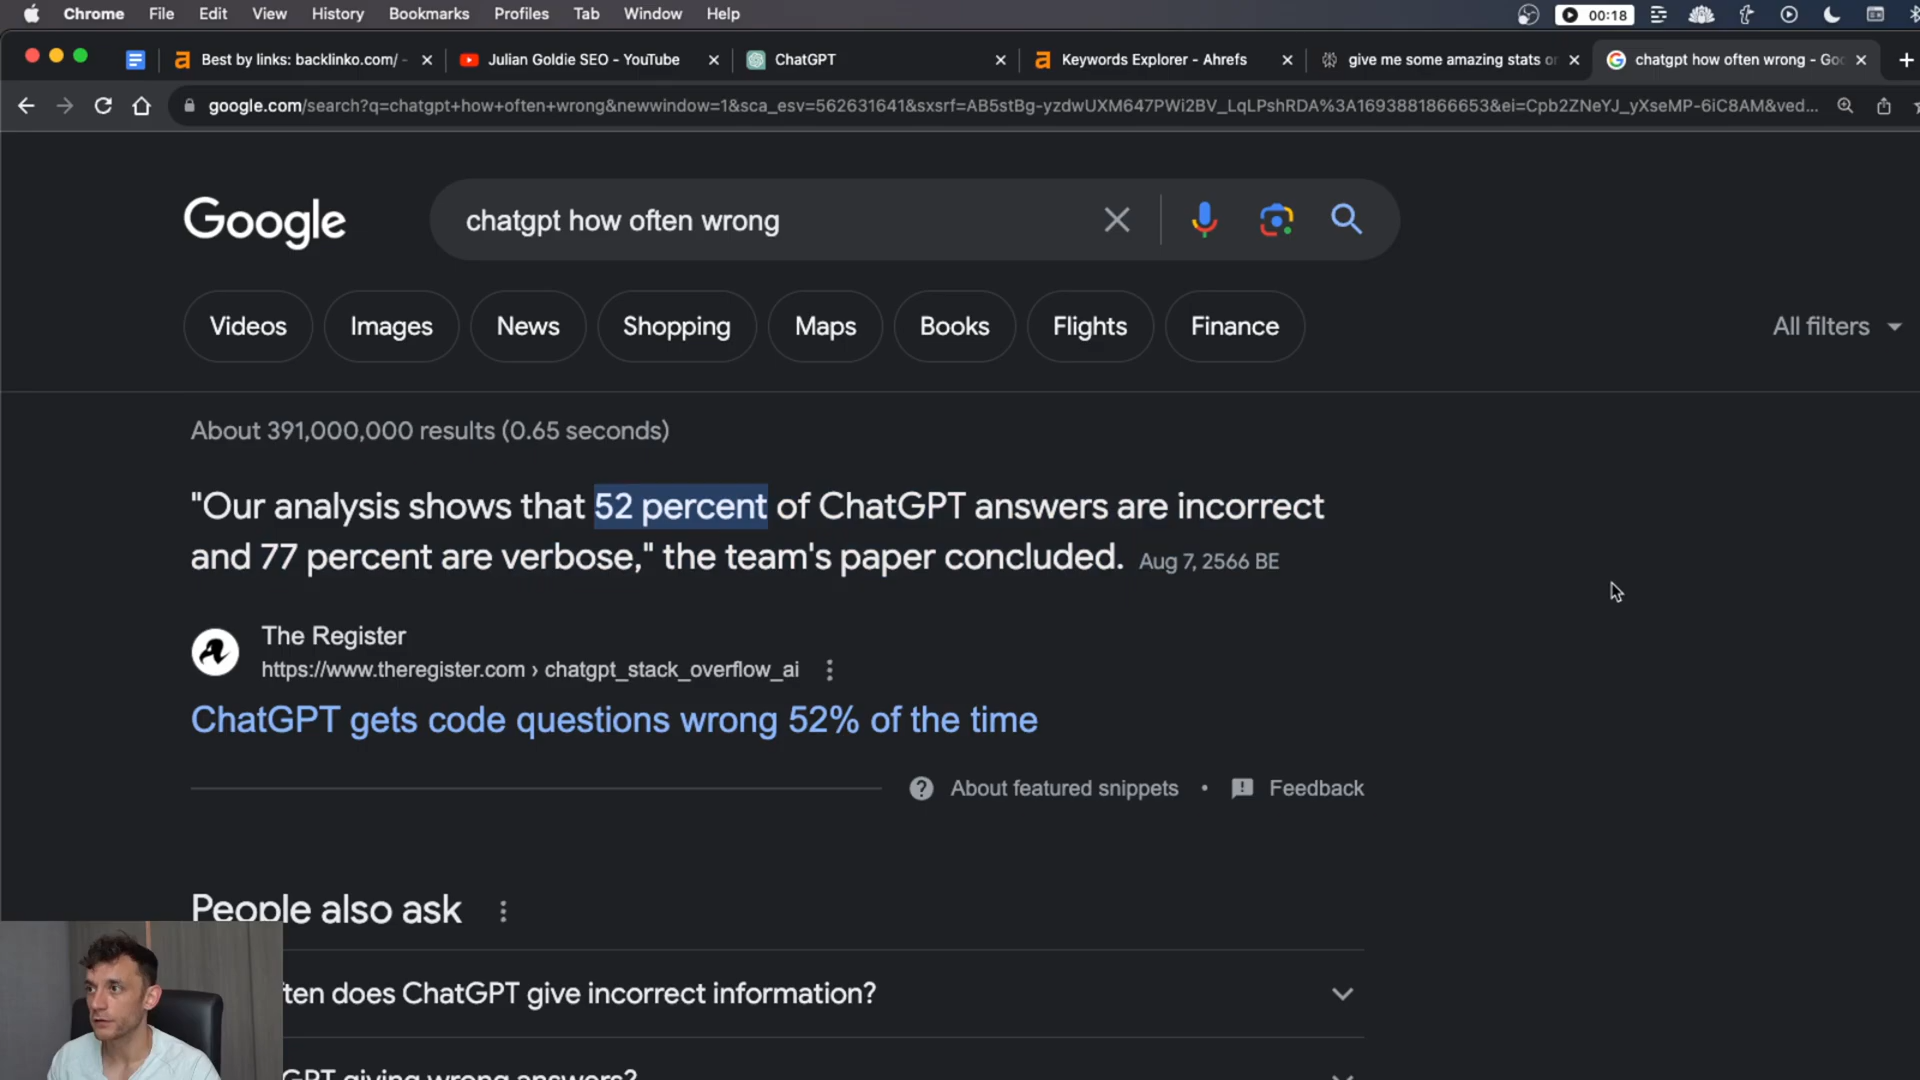 Chrome File Edit View History Bookmarks Profiles Tab Window Help 00:18
Best by links: backlinko.com/ - Julian Goldie SEO - YouTube ChatGPT Keywords Explorer - Ahrefs give me some amazing stats or chatgpt how often wrong - Goo
google.com/search?q=chatgpt+how+often+wrong&newwindow=1&sca_esv=562631641&sxsrf=AB5stBg-yzdwUXM647PWi2BV_LqLPshRDA%3A1693881866653&ei=Cpb2ZNeYJ_yXseMP-6iC8AM&ved...
Google chatgpt how often wrong
Videos Images News Shopping Maps Books Flights Finance All filters
About 391,000,000 results (0.65 seconds)
"Our analysis shows that 52 percent of ChatGPT answers are incorrect
and 77 percent are verbose," the team's paper concluded. Aug 7, 2566 BE
The Register
https://www.theregister.com › chatgpt_stack_overflow_ai
ChatGPT gets code questions wrong 52% of the time
About featured snippets • Feedback
People also ask
ten does ChatGPT give incorrect information?
GPT giving wrong answers?